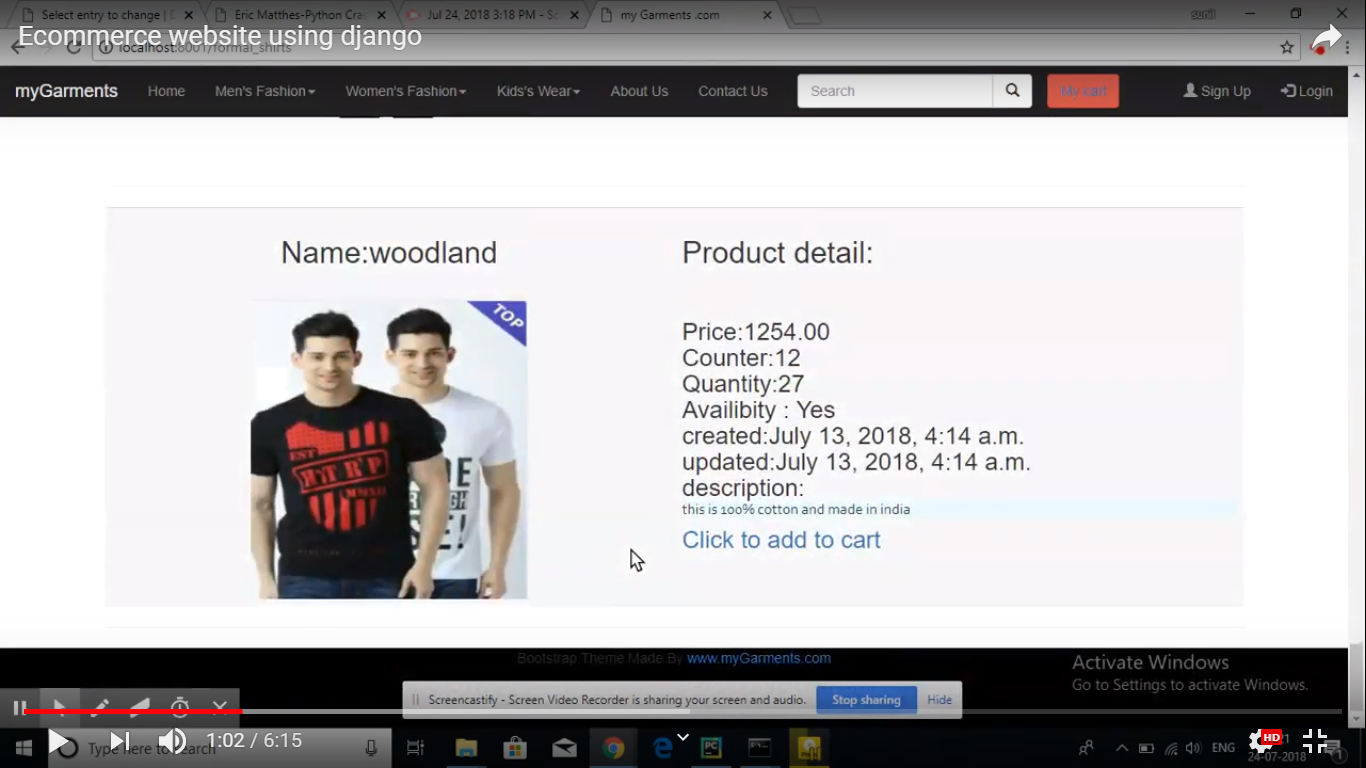 Select entry to change |
Eric Matthes-Python Cra
Jul 24, 2018 3:18 PM - Sc
my Garments .com
sunil
Ecommerce website using django
localhost:8001/formal_shirts
myGarments
Home
Men's Fashion
Women's Fashion
Kids's Wear
About Us
Contact Us
Search
My cart
Sign Up
Login
Name:woodland
Product detail:
TOP
EST
Price:1254.00
Counter:12
Quantity:27
Availibity : Yes
created:July 13, 2018, 4:14 a.m.
updated:July 13, 2018, 4:14 a.m.
description:
this is 100% cotton and made in india
Click to add to cart
Bootstrap Theme Made By www.myGarments.com
Activate Windows
Go to Settings to activate Windows.
Screencastify - Screen Video Recorder is sharing your screen and audio.
Stop sharing
Hide
Type here to search
1:02 / 6:15
PC
ENG
HD
24-07-2018